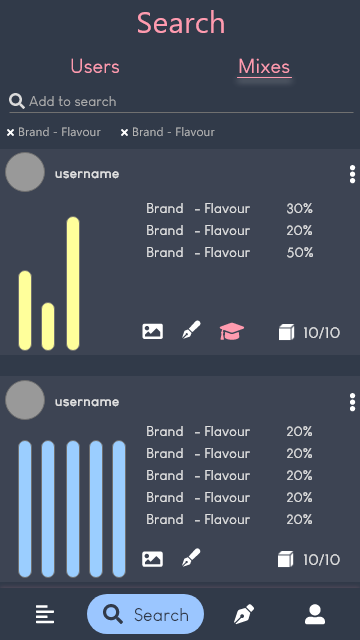 Search
Users Mixes
Add to search
Brand - Flavour Brand - Flavour
username
Brand - Flavour 30%
Brand - Flavour 20%
Brand - Flavour 50%
10/10
username
Brand - Flavour 20%
Brand - Flavour 20%
Brand - Flavour 20%
Brand - Flavour 20%
Brand - Flavour 20%
10/10
Search